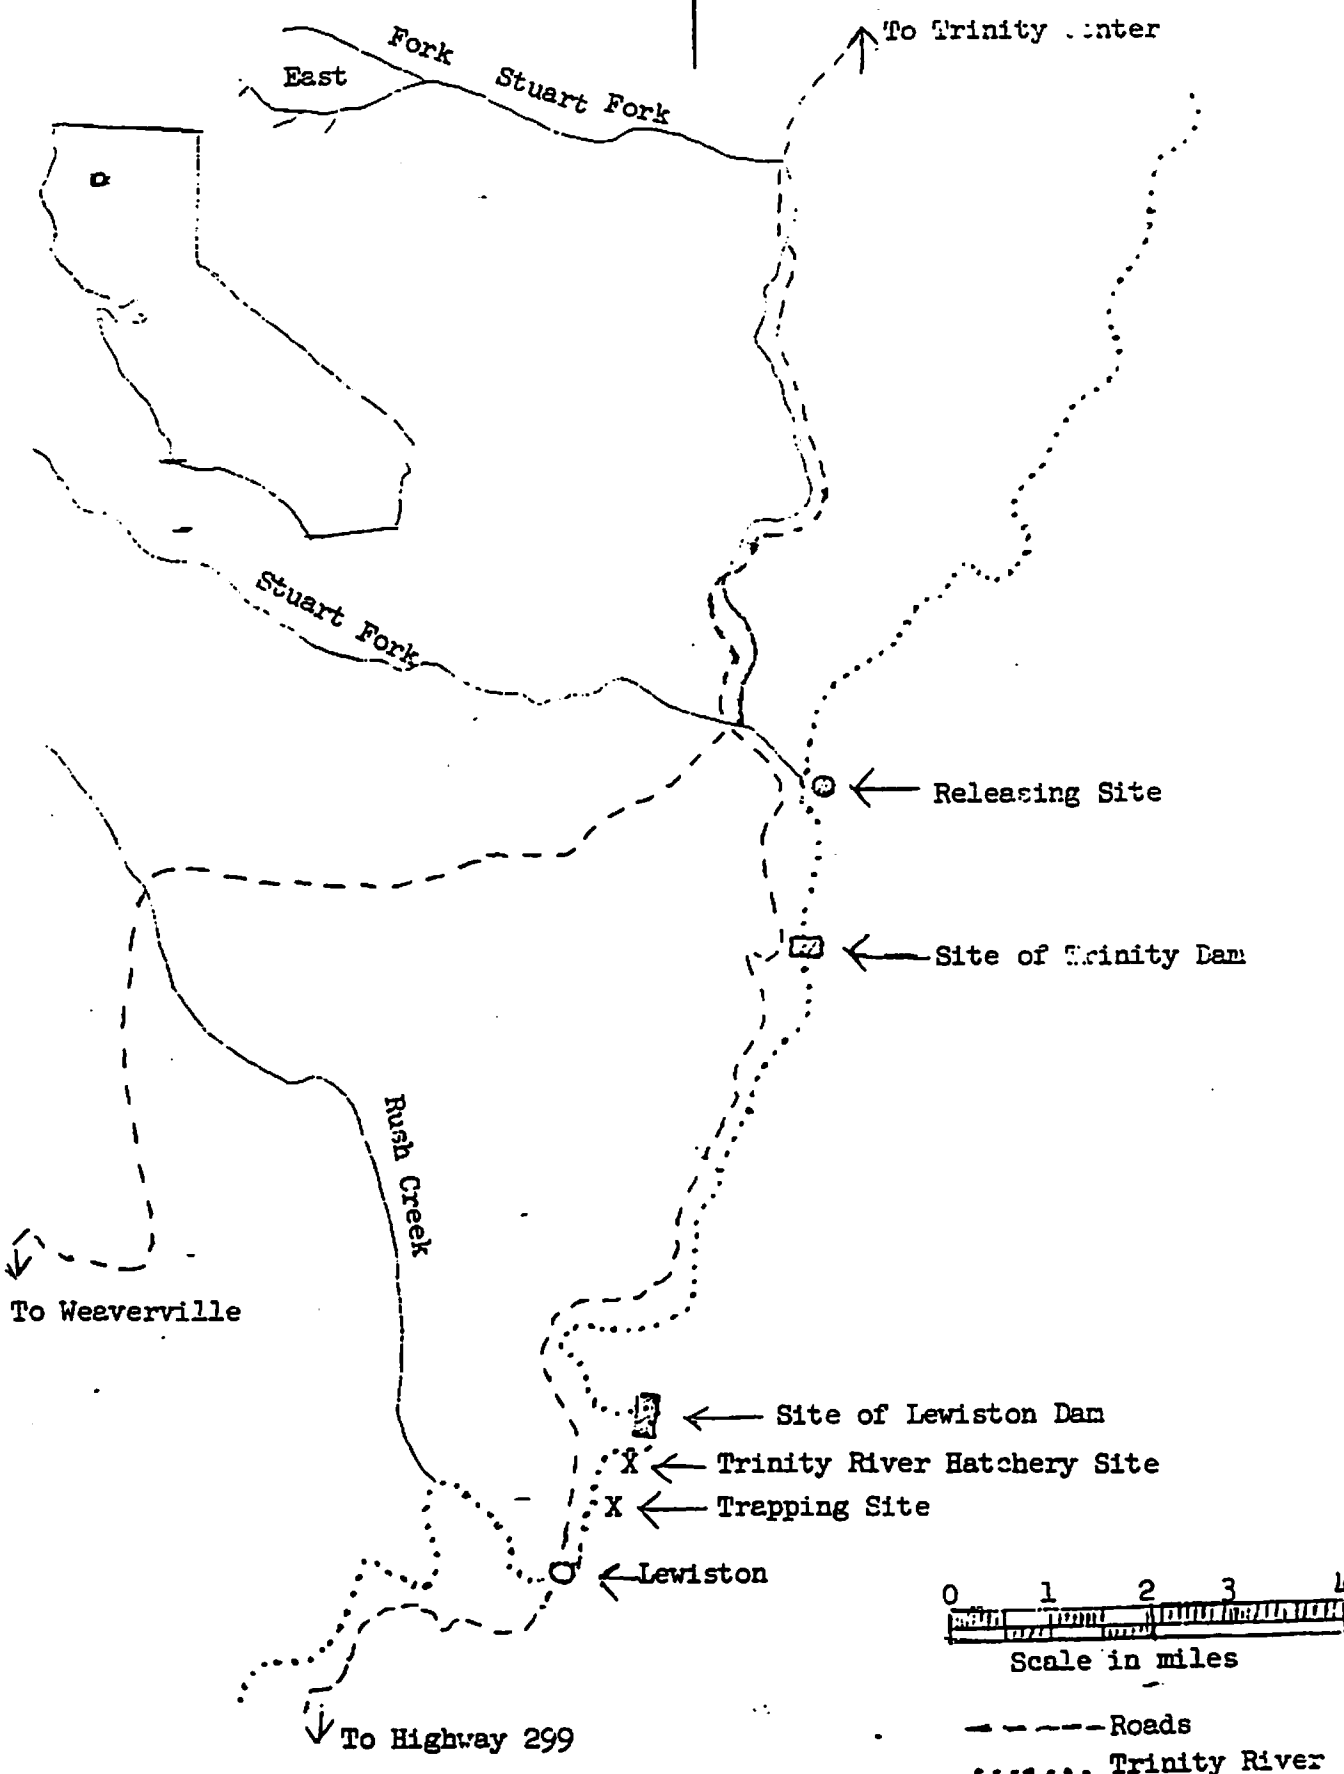 To Trinity
Fork
East
Stuart Fork
Stuart Fork
Releasing Site
Site of Trinity Dam
Rush Creek
To Weaverville
Site of Lewiston Dam
X Trinity River Hatchery Site
X Trapping Site
Lewiston
0 1 2 3
Scale in miles
Roads
Trinity River
To Highway 299